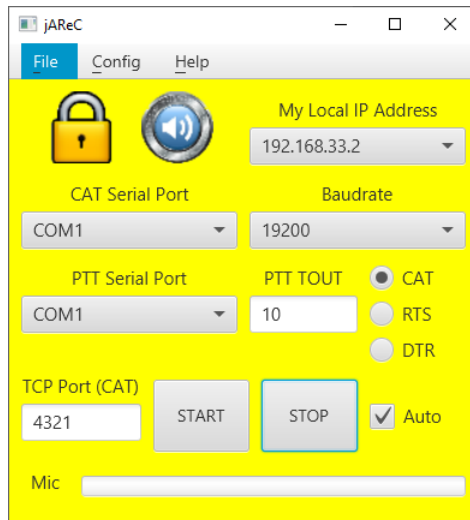 jAReC
File Config Help
My Local IP Address
192.168.33.2
CAT Serial Port Baudrate
COM1 19200
PTT Serial Port PTT TOUT CAT
COM1 10 RTS
DTR
TCP Port (CAT)
4321 START STOP Auto
Mic